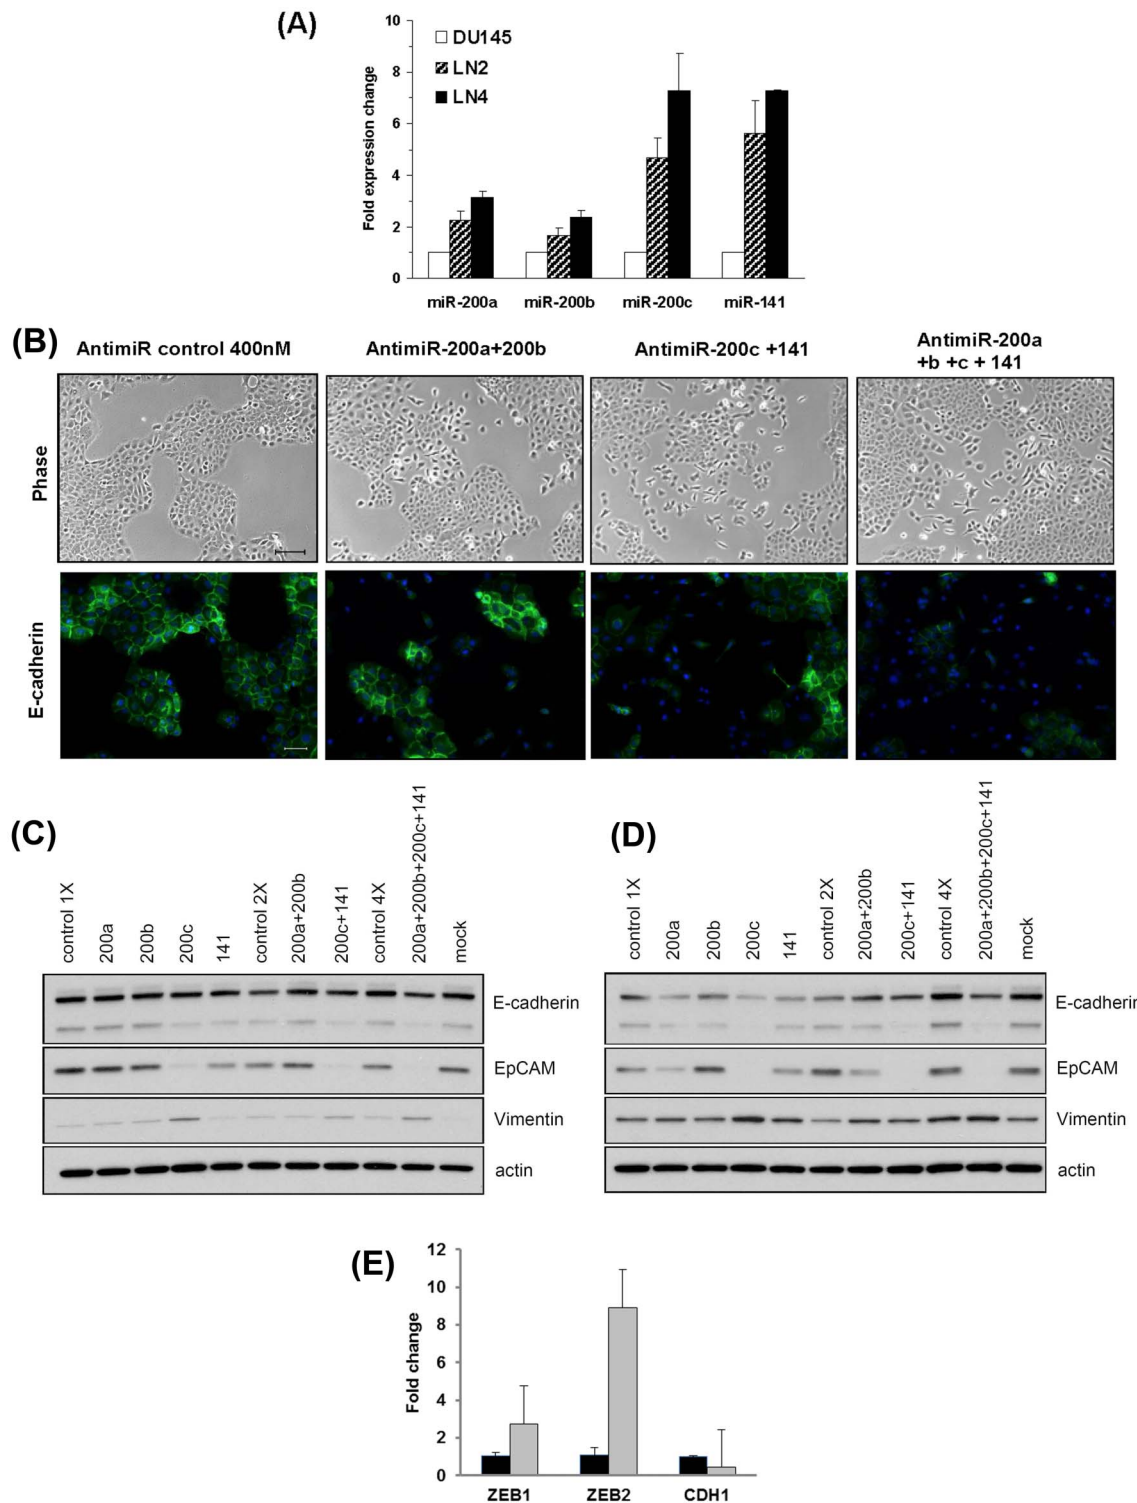 (A)
10
8
6
4
2
0
Fold expression change
DU145
LN2
LN4
miR-200a miR-200b miR-200c miR-141
(B)
AntimiR control 400nM
AntimiR-200a+200b
AntimiR-200c +141
AntimiR-200a
+b +c + 141
Phase
E-cadherin
(C)
control 1X
200a
200b
200c
141
control 2X
200a+200b
200c+141
control 4X
200a+200b+200c+141
mock
E-cadherin
EpCAM
Vimentin
actin
(D)
control 1X
200a
200b
200c
141
control 2X
200a+200b
200c+141
control 4X
200a+200b+200c+141
mock
E-cadherin
EpCAM
Vimentin
actin
(E)
12
10
8
6
4
2
0
Fold change
ZEB1 ZEB2 CDH1